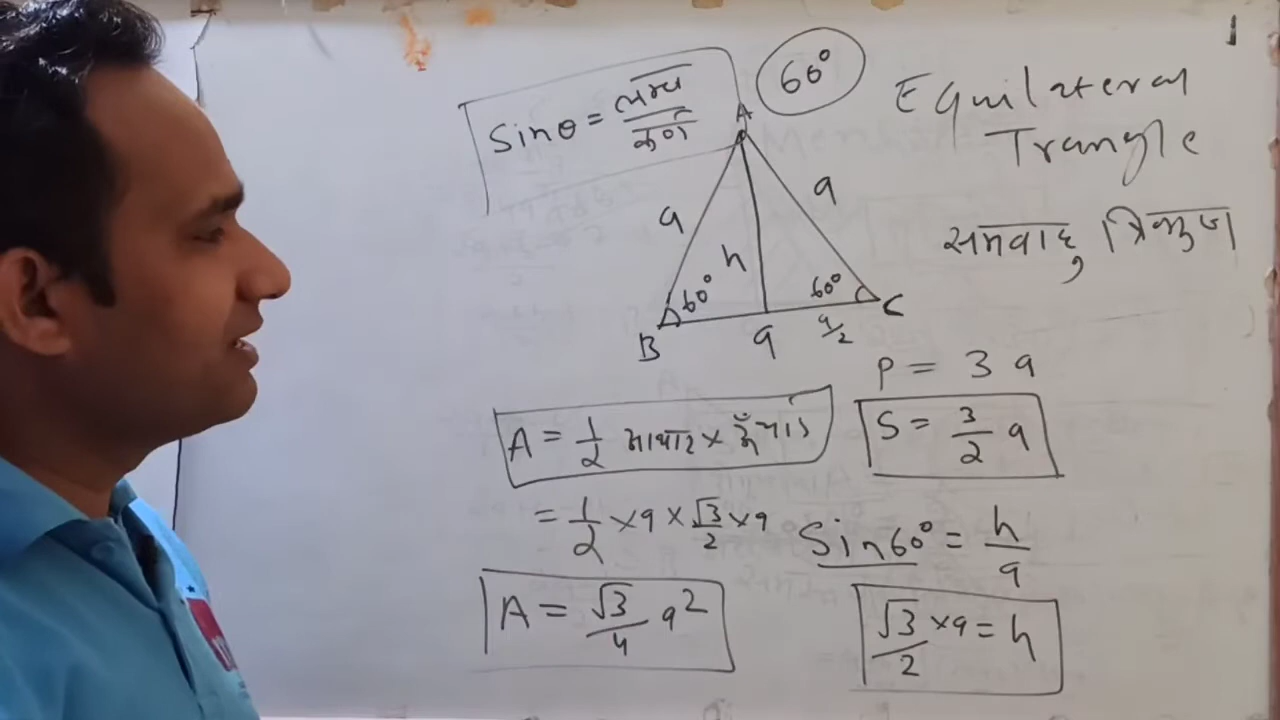 Sinθ = लम्ब/कर्ण
60°
Equilateral
Trangle
समबाहु त्रिभुज
A
a
a
h
60°
60°
B
a
a/2
C
P = 3 a
S = 3/2 a
A = 1/2 आधार × ऊँचाई
= 1/2 × a × √3/2 × a
Sin60° = h/a
A = √3/4 a²
√3/2 × a = h